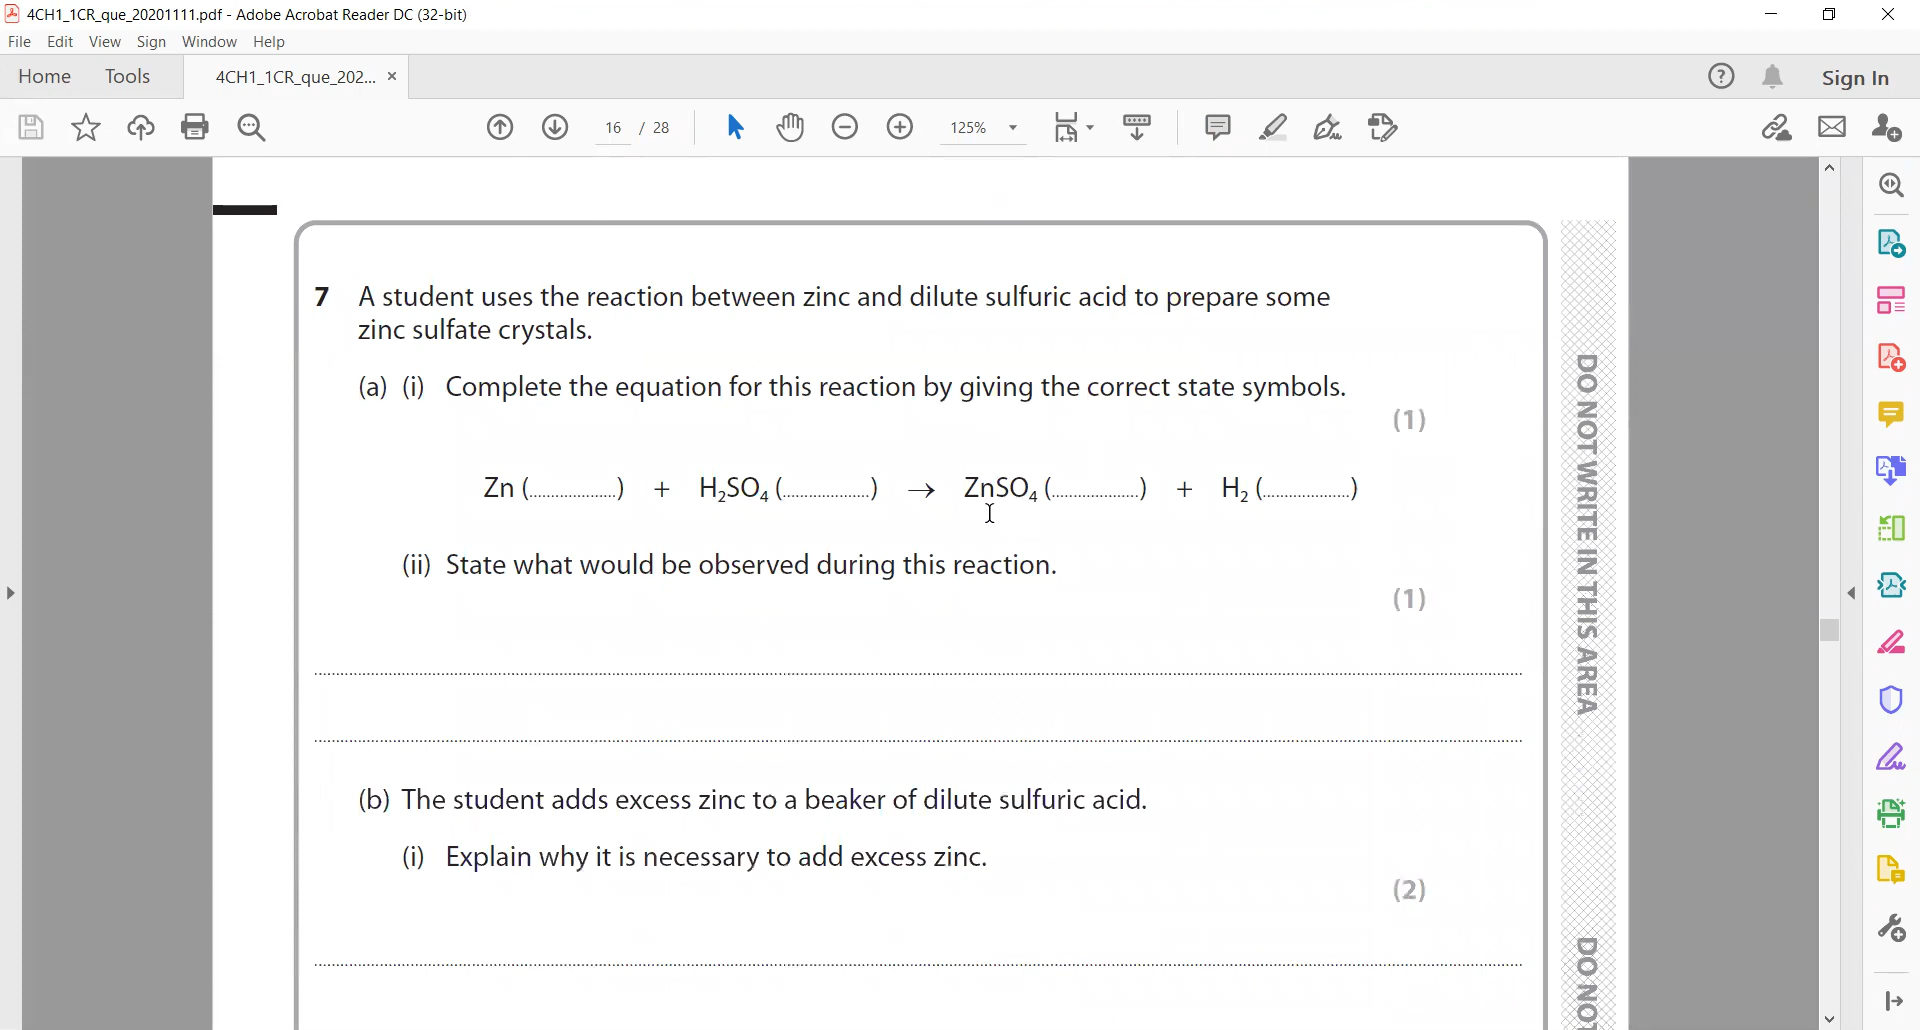 4CH1_1CR_que_20201111.pdf - Adobe Acrobat Reader DC (32-bit)
File Edit View Sign Window Help
Home Tools 4CH1_1CR_que_202... × Sign In
16 / 28 125%
7 A student uses the reaction between zinc and dilute sulfuric acid to prepare some
zinc sulfate crystals.
(a) (i) Complete the equation for this reaction by giving the correct state symbols.
(1)
Zn (....................) + H₂SO₄ (....................) → ZnSO₄ (....................) + H₂ (....................)
(ii) State what would be observed during this reaction.
(1)
(b) The student adds excess zinc to a beaker of dilute sulfuric acid.
(i) Explain why it is necessary to add excess zinc.
(2)
DO NOT WRITE IN THIS AREA
DO NOT